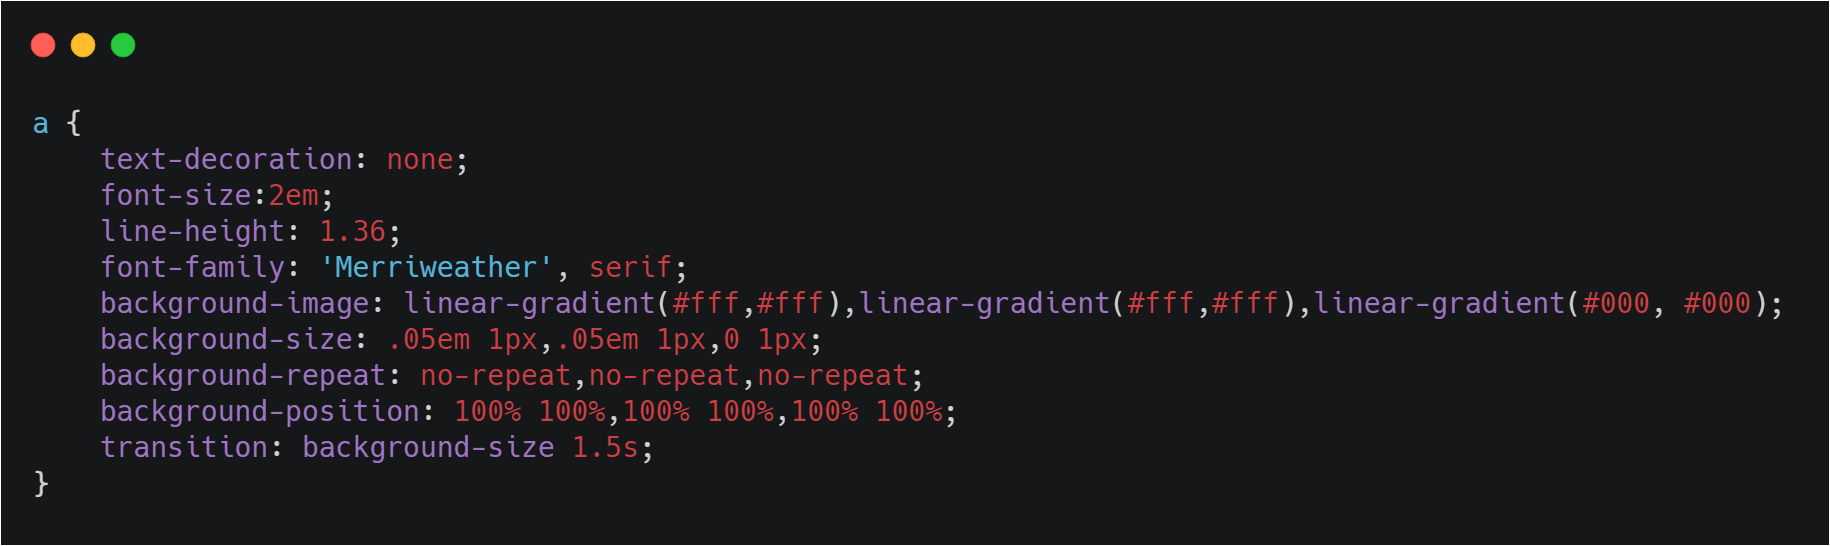 a {
    text-decoration: none;
    font-size:2em;
    line-height: 1.36;
    font-family: 'Merriweather', serif;
    background-image: linear-gradient(#fff,#fff),linear-gradient(#fff,#fff),linear-gradient(#000, #000);
    background-size: .05em 1px,.05em 1px,0 1px;
    background-repeat: no-repeat,no-repeat,no-repeat;
    background-position: 100% 100%,100% 100%,100% 100%;
    transition: background-size 1.5s;
}